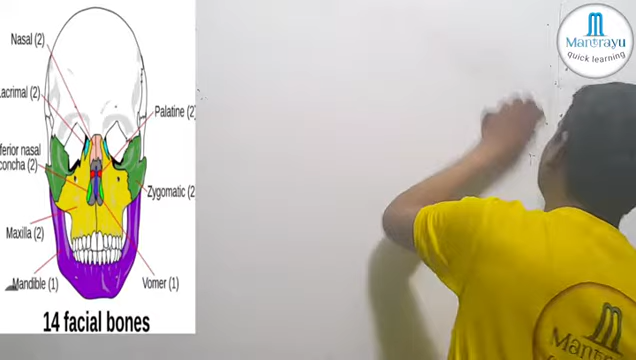 Nasal (2)
Lacrimal (2)
Palatine (2)
Inferior nasal
concha (2)
Zygomatic (2)
Maxilla (2)
Mandible (1)
Vomer (1)
14 facial bones
Manurayu
quick learning